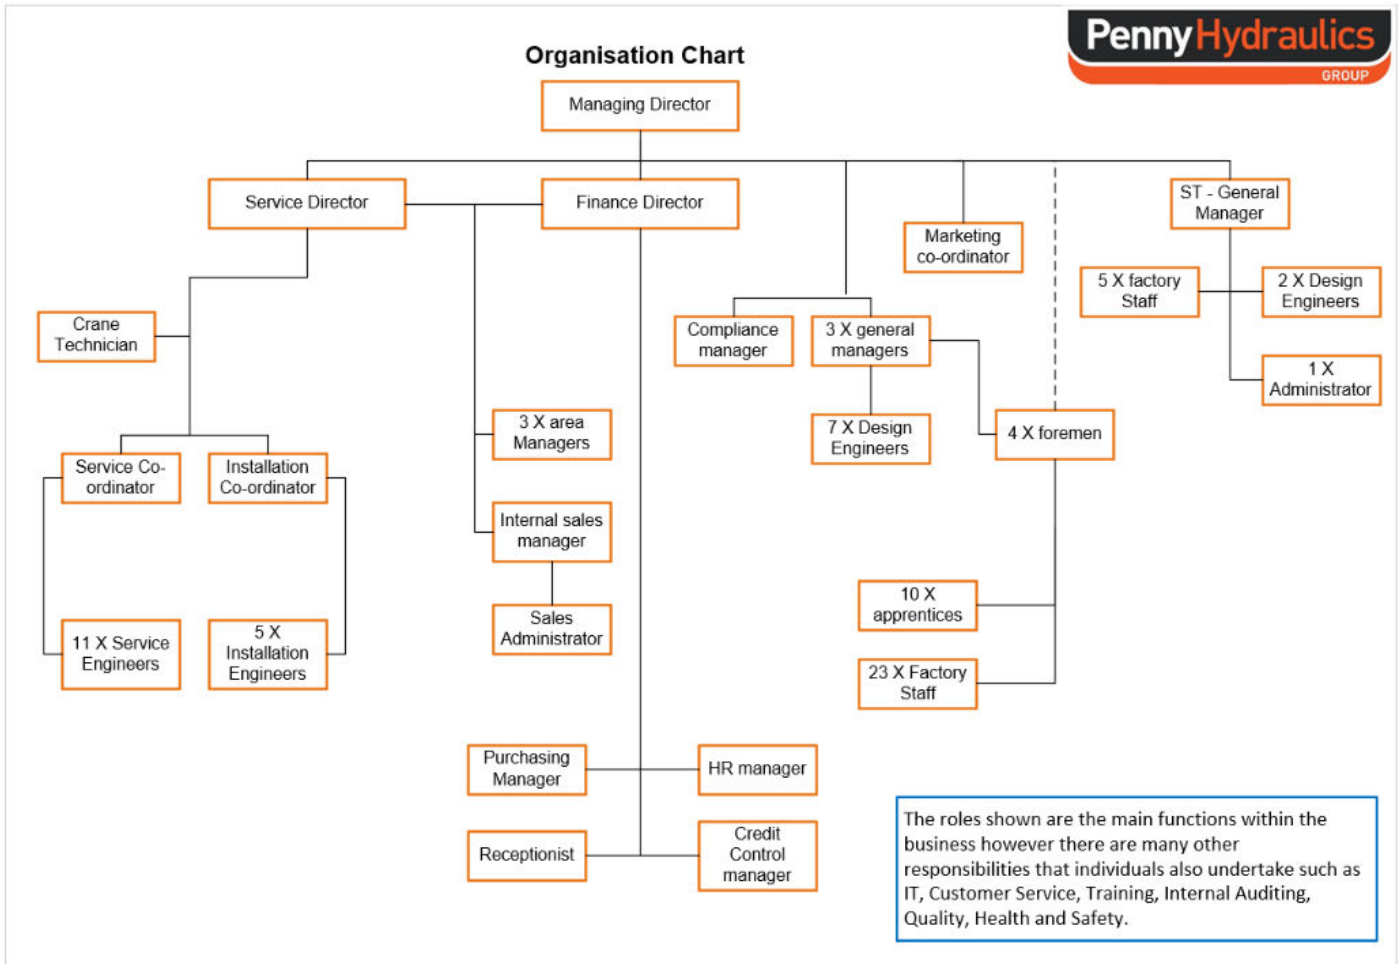 Penny Hydraulics
GROUP
Organisation Chart
Managing Director
Service Director
Finance Director
ST - General
Manager
Marketing
co-ordinator
5 X factory
Staff
2 X Design
Engineers
Crane
Technician
Compliance
manager
3 X general
managers
1 X
Administrator
3 X area
Managers
7 X Design
Engineers
4 X foremen
Service Co-
ordinator
Installation
Co-ordinator
Internal sales
manager
10 X
apprentices
Sales
Administrator
11 X Service
Engineers
5 X
Installation
Engineers
23 X Factory
Staff
Purchasing
Manager
HR manager
Receptionist
Credit
Control
manager
The roles shown are the main functions within the
business however there are many other
responsibilities that individuals also undertake such as
IT, Customer Service, Training, Internal Auditing,
Quality, Health and Safety.